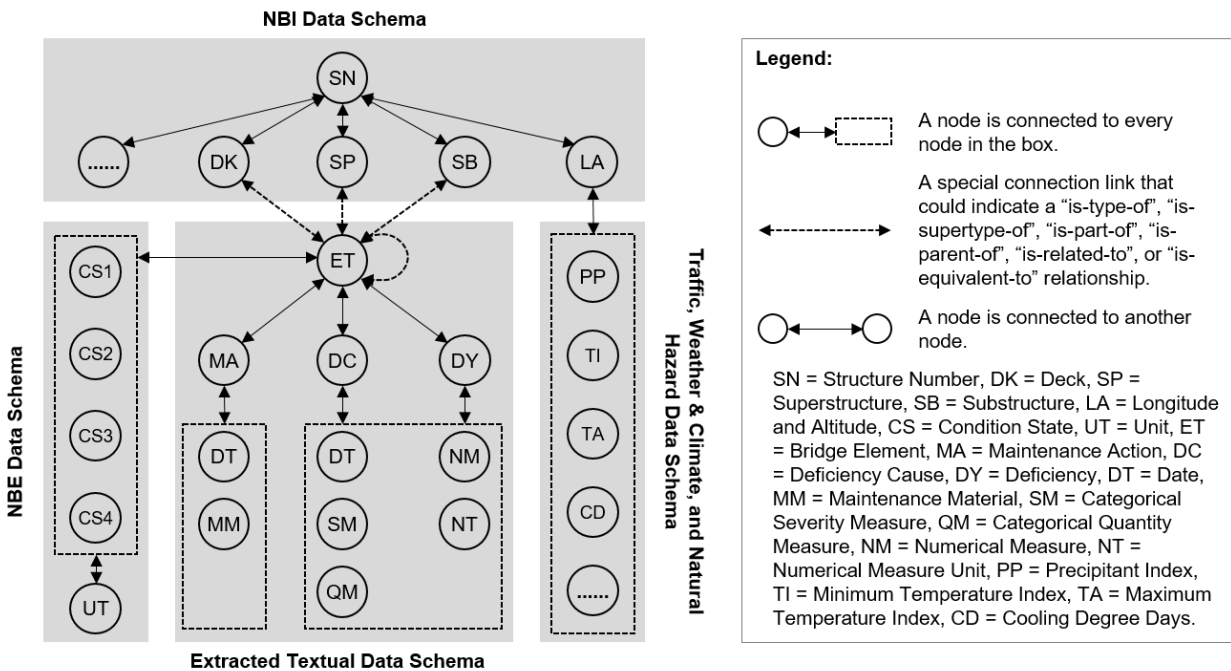 NBI Data Schema
SN
......
DK
SP
SB
LA
ET
CS1
CS2
CS3
CS4
UT
NBE Data Schema
MA
DC
DY
DT
MM
DT
NM
SM
NT
QM
Extracted Textual Data Schema
PP
TI
TA
CD
......
Traffic, Weather & Climate, and Natural
Hazard Data Schema
Legend:
A node is connected to every
node in the box.
A special connection link that
could indicate a “is-type-of”, “is-
supertype-of”, “is-part-of”, “is-
parent-of”, “is-related-to”, or “is-
equivalent-to” relationship.
A node is connected to another
node.
SN = Structure Number, DK = Deck, SP =
Superstructure, SB = Substructure, LA = Longitude
and Altitude, CS = Condition State, UT = Unit, ET
= Bridge Element, MA = Maintenance Action, DC
= Deficiency Cause, DY = Deficiency, DT = Date,
MM = Maintenance Material, SM = Categorical
Severity Measure, QM = Categorical Quantity
Measure, NM = Numerical Measure, NT =
Numerical Measure Unit, PP = Precipitant Index,
TI = Minimum Temperature Index, TA = Maximum
Temperature Index, CD = Cooling Degree Days.